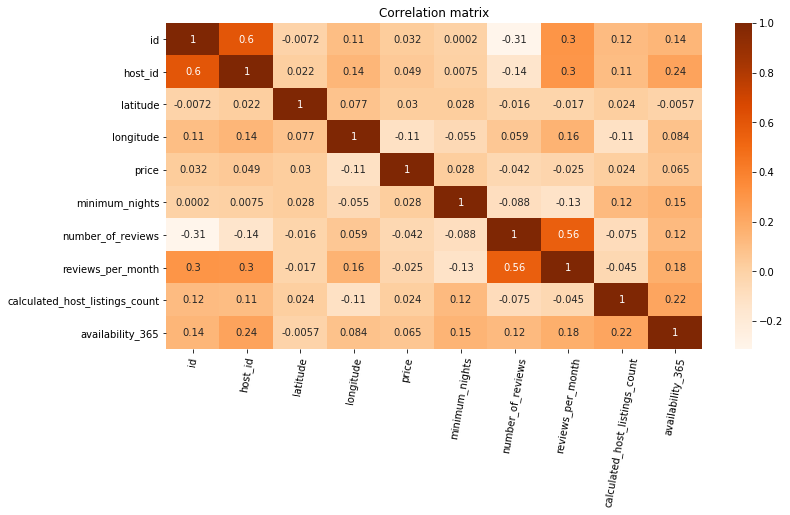 Correlation matrix
id 1 0.6 -0.0072 0.11 0.032 0.0002 -0.31 0.3 0.12 0.14
host_id 0.6 1 0.022 0.14 0.049 0.0075 -0.14 0.3 0.11 0.24
latitude -0.0072 0.022 1 0.077 0.03 0.028 -0.016 -0.017 0.024 -0.0057
longitude 0.11 0.14 0.077 1 -0.11 -0.055 0.059 0.16 -0.11 0.084
price 0.032 0.049 0.03 -0.11 1 0.028 -0.042 -0.025 0.024 0.065
minimum_nights 0.0002 0.0075 0.028 -0.055 0.028 1 -0.088 -0.13 0.12 0.15
number_of_reviews -0.31 -0.14 -0.016 0.059 -0.042 -0.088 1 0.56 -0.075 0.12
reviews_per_month 0.3 0.3 -0.017 0.16 -0.025 -0.13 0.56 1 -0.045 0.18
calculated_host_listings_count 0.12 0.11 0.024 -0.11 0.024 0.12 -0.075 -0.045 1 0.22
availability_365 0.14 0.24 -0.0057 0.084 0.065 0.15 0.12 0.18 0.22 1
id
host_id
latitude
longitude
price
minimum_nights
number_of_reviews
reviews_per_month
calculated_host_listings_count
availability_365
1.0
0.8
0.6
0.4
0.2
0.0
−0.2